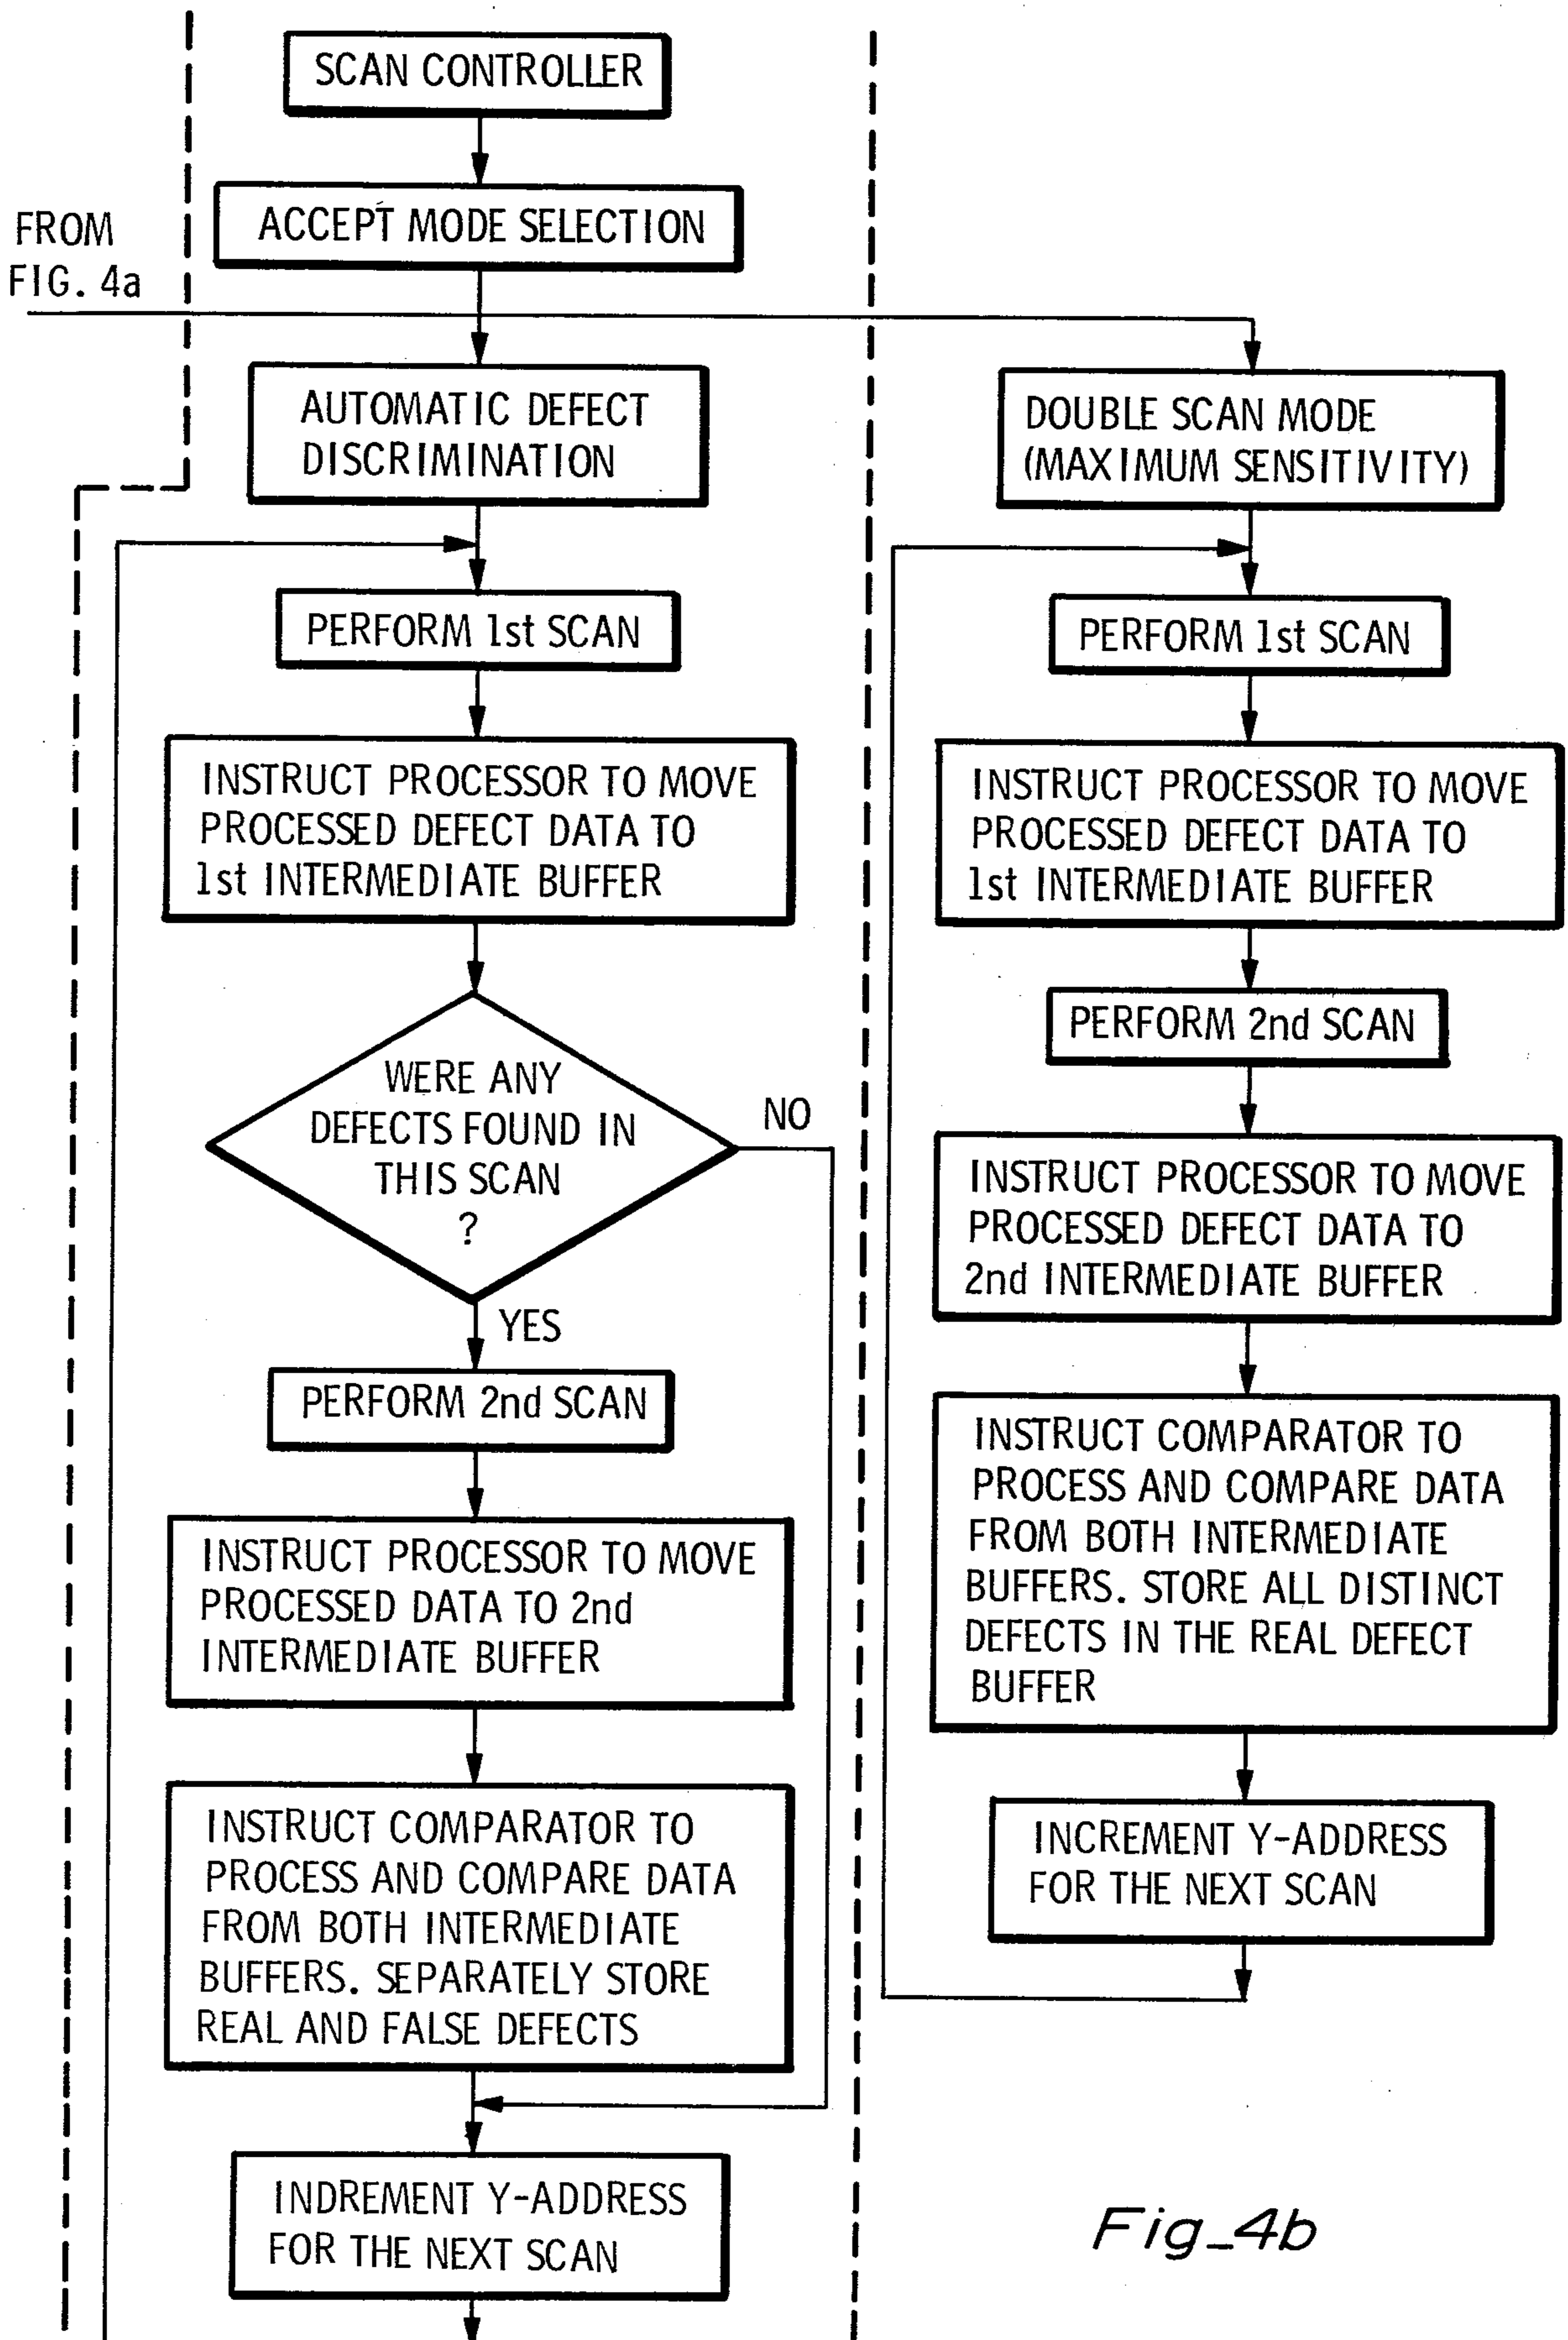 SCAN CONTROLLER
ACCEPT MODE SELECTION
FROM
FIG. 4a
AUTOMATIC DEFECT
DISCRIMINATION
PERFORM 1st SCAN
INSTRUCT PROCESSOR TO MOVE
PROCESSED DEFECT DATA TO
1st INTERMEDIATE BUFFER
WERE ANY
DEFECTS FOUND IN
THIS SCAN
?
NO
YES
PERFORM 2nd SCAN
INSTRUCT PROCESSOR TO MOVE
PROCESSED DATA TO 2nd
INTERMEDIATE BUFFER
INSTRUCT COMPARATOR TO
PROCESS AND COMPARE DATA
FROM BOTH INTERMEDIATE
BUFFERS. SEPARATELY STORE
REAL AND FALSE DEFECTS
INDREMENT Y-ADDRESS
FOR THE NEXT SCAN
DOUBLE SCAN MODE
(MAXIMUM SENSITIVITY)
PERFORM 1st SCAN
INSTRUCT PROCESSOR TO MOVE
PROCESSED DEFECT DATA TO
1st INTERMEDIATE BUFFER
PERFORM 2nd SCAN
INSTRUCT PROCESSOR TO MOVE
PROCESSED DEFECT DATA TO
2nd INTERMEDIATE BUFFER
INSTRUCT COMPARATOR TO
PROCESS AND COMPARE DATA
FROM BOTH INTERMEDIATE
BUFFERS. STORE ALL DISTINCT
DEFECTS IN THE REAL DEFECT
BUFFER
INCREMENT Y-ADDRESS
FOR THE NEXT SCAN
Fig_4b